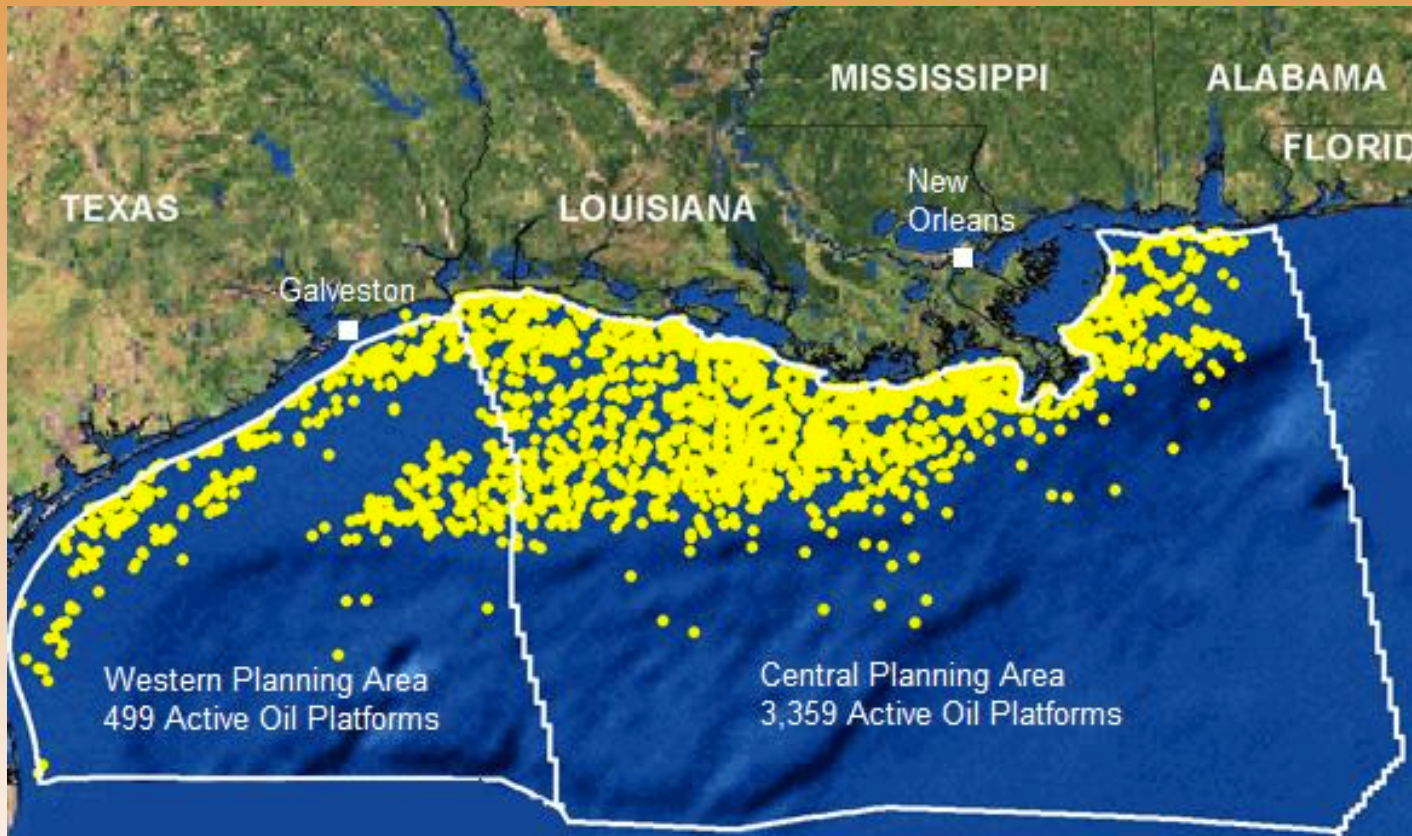 MISSISSIPPI
ALABAMA
FLORID
TEXAS
LOUISIANA
New
Orleans
Galveston
Western Planning Area
499 Active Oil Platforms
Central Planning Area
3,359 Active Oil Platforms